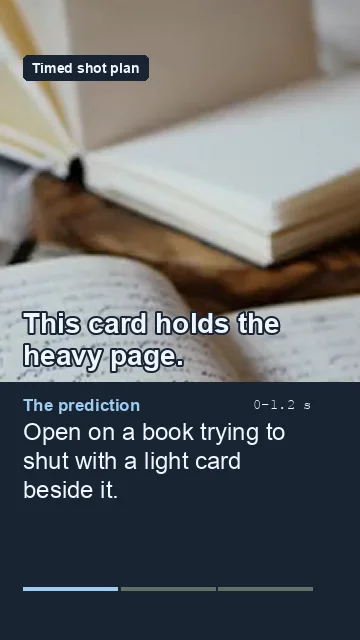 Timed shot plan
This card holds the
heavy page.
The prediction
0–1.2 s
Open on a book trying to
shut with a light card
beside it.